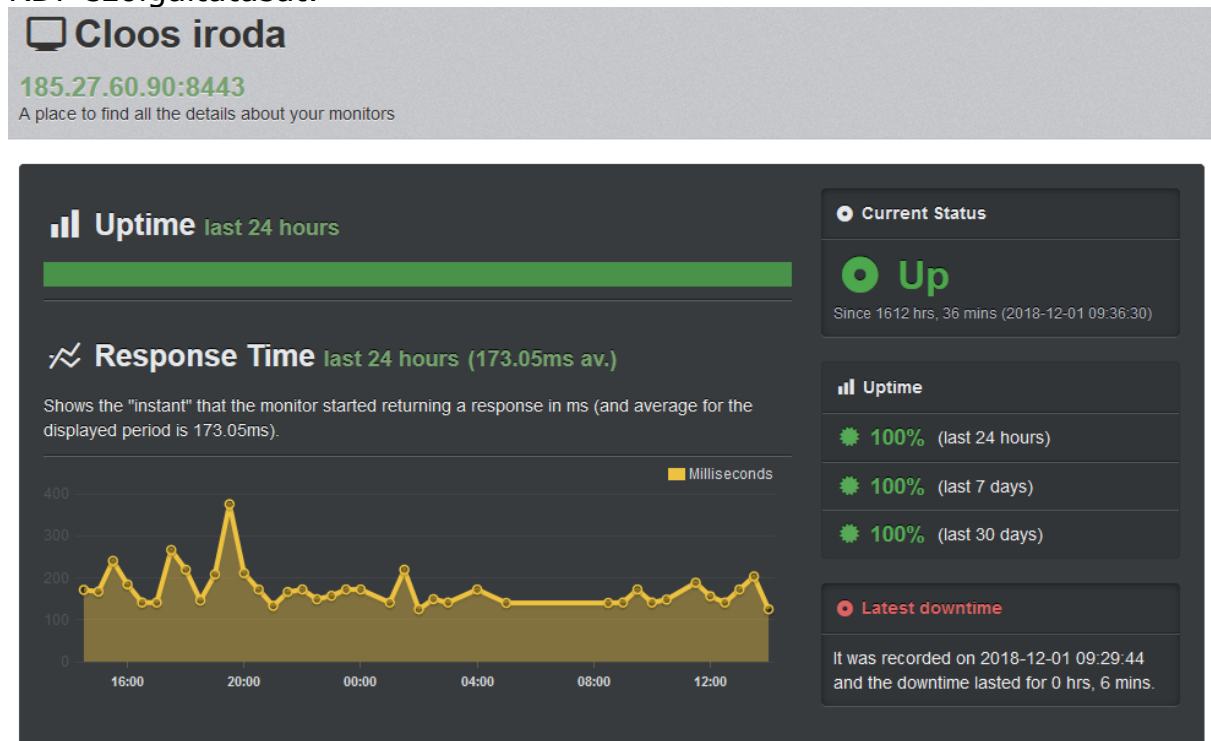 Cloos iroda
185.27.60.90:8443
A place to find all the details about your monitors
Uptime last 24 hours
Response Time last 24 hours (173.05ms av.)
Shows the "instant" that the monitor started returning a response in ms (and average for the
displayed period is 173.05ms).
Milliseconds
400
300
200
100
0
16:00 20:00 00:00 04:00 08:00 12:00
Current Status
Up
Since 1612 hrs, 36 mins (2018-12-01 09:36:30)
Uptime
100% (last 24 hours)
100% (last 7 days)
100% (last 30 days)
Latest downtime
It was recorded on 2018-12-01 09:29:44
and the downtime lasted for 0 hrs, 6 mins.